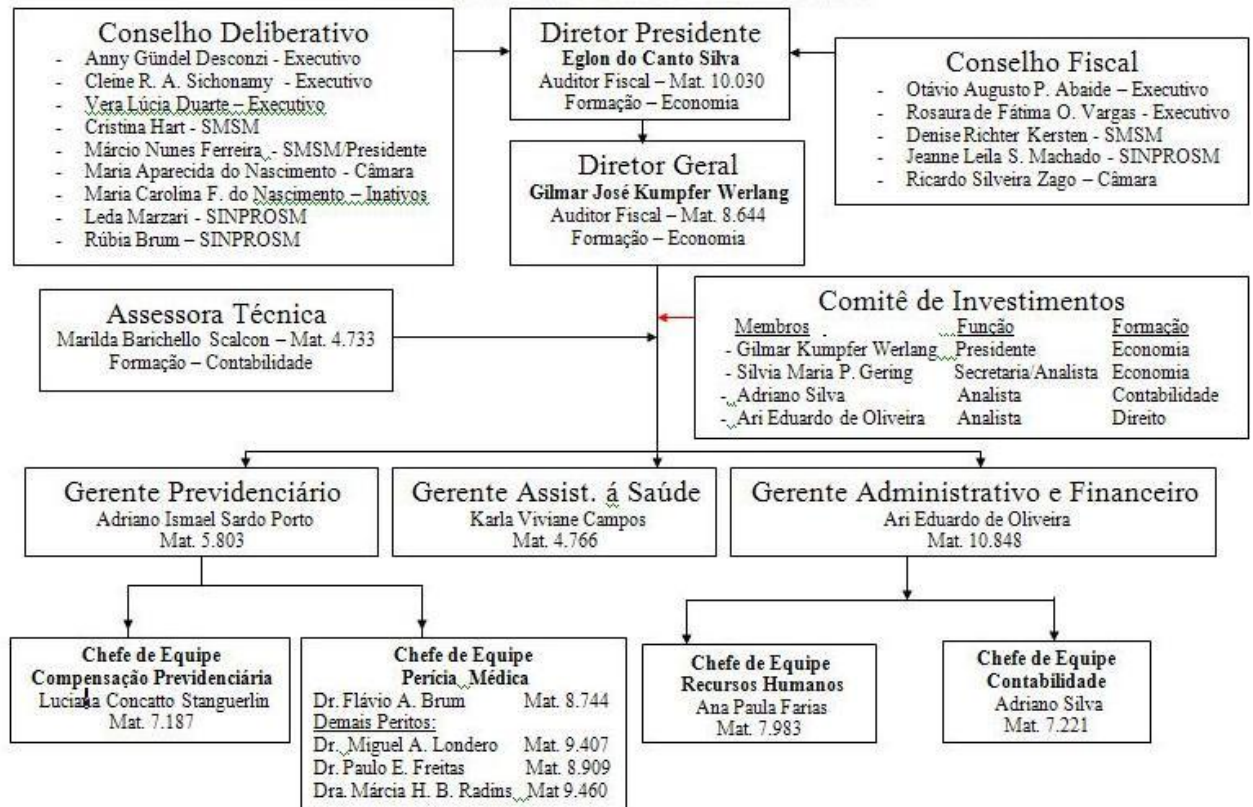 Conselho Deliberativo
- Anny Gündel Desconzi - Executivo
- Cleine R. A. Sichonamy - Executivo
- Vera Lúcia Duarte – Executivo
- Cristina Hart - SMSM
- Márcio Nunes Ferreira - SMSM/Presidente
- Maria Aparecida do Nascimento - Câmara
- Maria Carolina F. do Nascimento – Inativos
- Leda Marzari - SINPROSM
- Rúbia Brum – SINPROSM
Diretor Presidente
Eglon do Canto Silva
Auditor Fiscal – Mat. 10.030
Formação – Economia
Conselho Fiscal
- Otávio Augusto P. Abaide – Executivo
- Rosaura de Fátima O. Vargas - Executivo
- Denise Richter Kersten - SMSM
- Jeanne Leila S. Machado - SINPROSM
- Ricardo Silveira Zago – Câmara
Diretor Geral
Gilmar José Kumpfer Werlang
Auditor Fiscal – Mat. 8.644
Formação – Economia
Assessora Técnica
Marilda Barichello Scalcon – Mat. 4.733
Formação – Contabilidade
Comitê de Investimentos
Membros Função Formação
- Gilmar Kumpfer Werlang Presidente Economia
- Silvia Maria P. Gering Secretaria/Analista Economia
- Adriano Silva Analista Contabilidade
- Ari Eduardo de Oliveira Analista Direito
Gerente Previdenciário
Adriano Ismael Sardo Porto
Mat. 5.803
Gerente Assist. á Saúde
Karla Viviane Campos
Mat. 4.766
Gerente Administrativo e Financeiro
Ari Eduardo de Oliveira
Mat. 10.848
Chefe de Equipe
Compensação Previdenciária
Luciana Concatto Stanguerlin
Mat. 7.187
Chefe de Equipe
Perícia Médica
Dr. Flávio A. Brum Mat. 8.744
Demais Peritos:
Dr. Miguel A. Londero Mat. 9.407
Dr. Paulo E. Freitas Mat. 8.909
Dra. Márcia H. B. Radins Mat 9.460
Chefe de Equipe
Recursos Humanos
Ana Paula Farias
Mat. 7.983
Chefe de Equipe
Contabilidade
Adriano Silva
Mat. 7.221